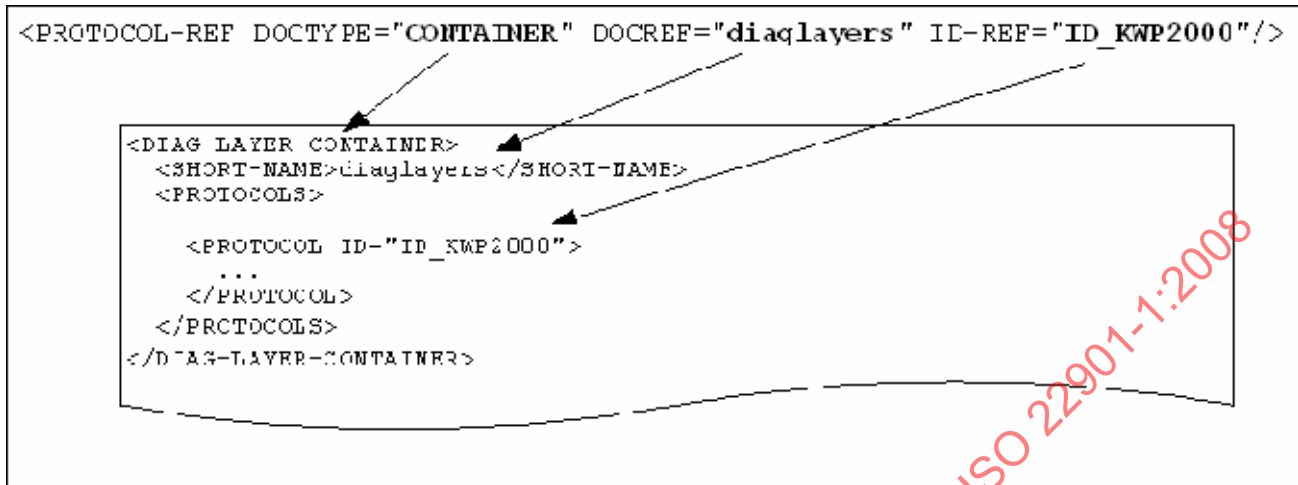 <PROTOCOL-REF DOCTYPE="CONTAINER" DOCREF="diaglayers" ID-REF="ID_KWP2000"/>
<DIAG-LAYER-CONTAINER>
<SHORT-NAME>diaglayers</SHORT-NAME>
<PROTOCOLS>
<PROTOCOL ID="ID_KWP2000">
...
</PROTOCOL>
</PROTOCOLS>
</DIAG-LAYER-CONTAINER>
ISO 22901-1:2008